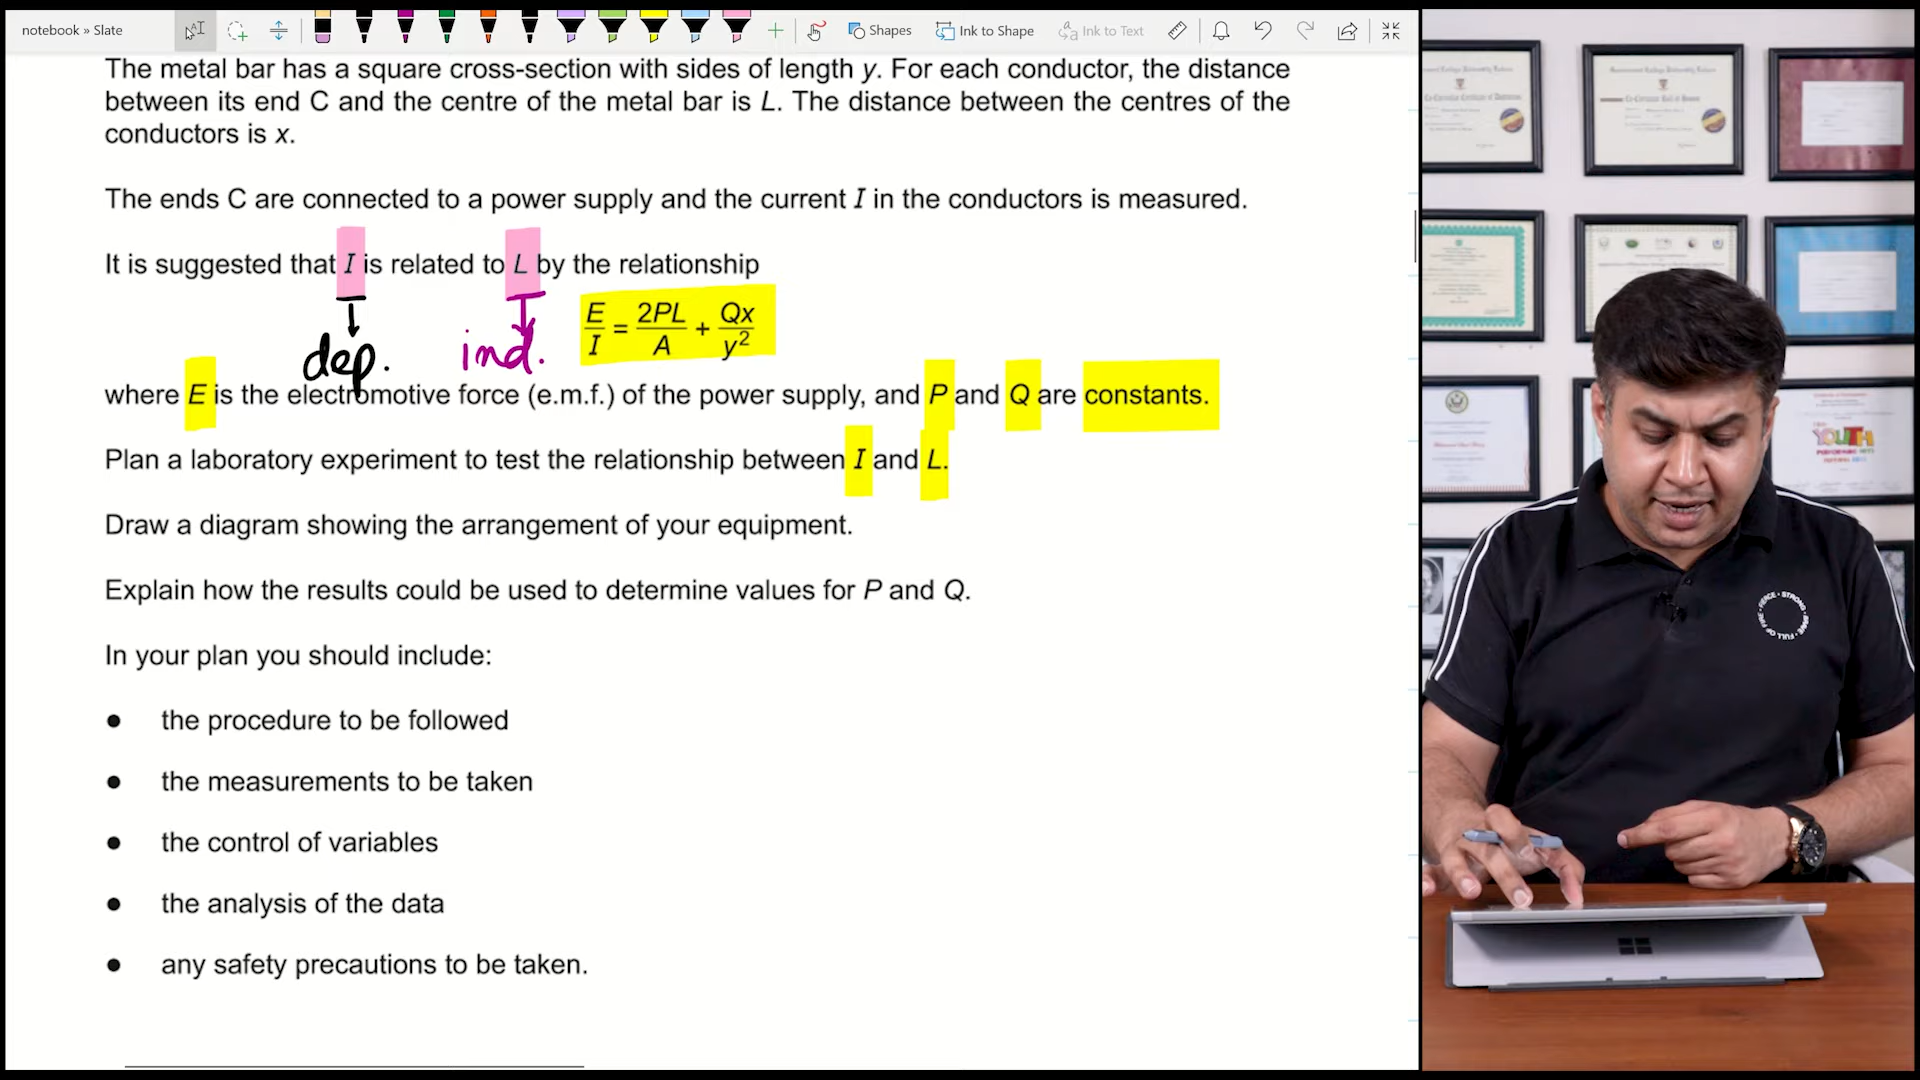 notebook » Slate
Shapes
Ink to Shape
Ink to Text
The metal bar has a square cross-section with sides of length y. For each conductor, the distance
between its end C and the centre of the metal bar is L. The distance between the centres of the
conductors is x.
The ends C are connected to a power supply and the current I in the conductors is measured.
It is suggested that I is related to L by the relationship
dep.
ind.
E/I = 2PL/A + Qx/y²
where E is the electromotive force (e.m.f.) of the power supply, and P and Q are constants.
Plan a laboratory experiment to test the relationship between I and L.
Draw a diagram showing the arrangement of your equipment.
Explain how the results could be used to determine values for P and Q.
In your plan you should include:
● the procedure to be followed
● the measurements to be taken
● the control of variables
● the analysis of the data
● any safety precautions to be taken.
YOUTH